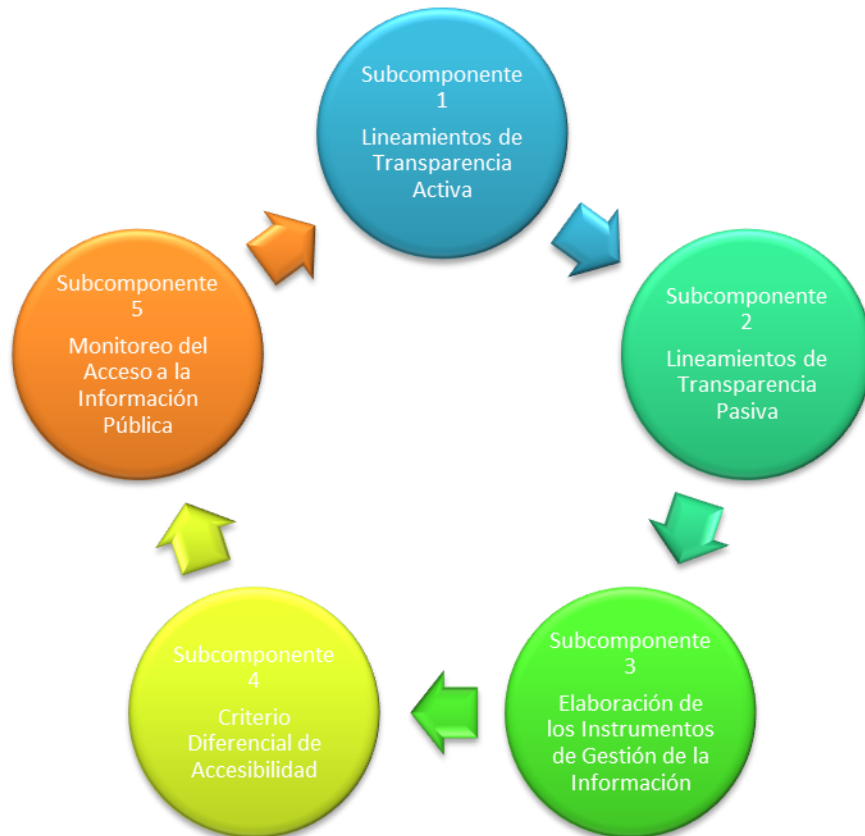 Subcomponente
1
Lineamientos de
Transparencia
Activa
Subcomponente
2
Lineamientos de
Transparencia
Pasiva
Subcomponente
3
Elaboración de
los Instrumentos
de Gestión de la
Información
Subcomponente
4
Criterio
Diferencial de
Accesibilidad
Subcomponente
5
Monitoreo del
Acceso a la
Información
Pública